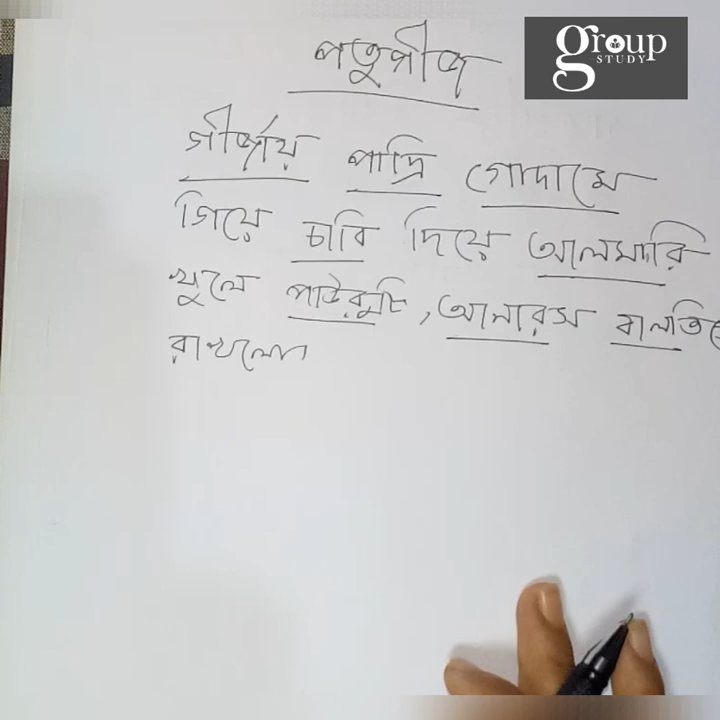 group
STUDY
পর্তুগীজ
গীর্জায় পাদ্রি গোদামে
গিয়ে চাবি দিয়ে আলমারি
খুলে পাউরুটি, আনারস বালতিতে
রাখলো